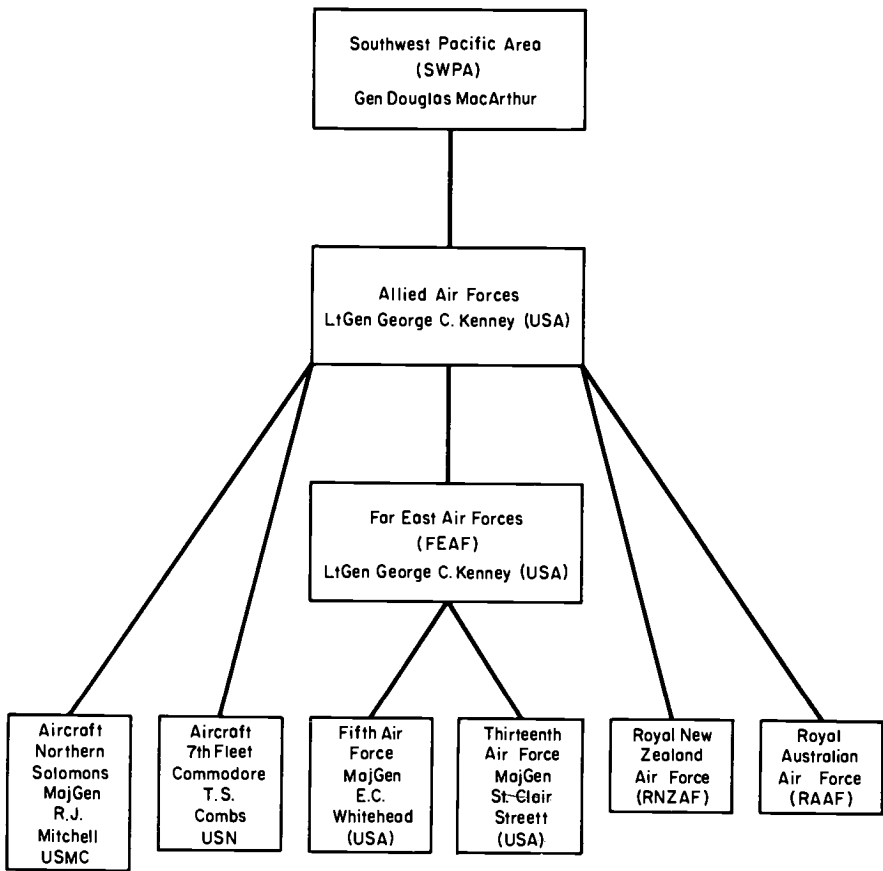 Southwest Pacific Area
(SWPA)
Gen Douglas MacArthur
Allied Air Forces
LtGen George C. Kenney (USA)
Far East Air Forces
(FEAF)
LtGen George C. Kenney (USA)
Aircraft
Northern
Solomons
MajGen
R.J.
Mitchell
USMC
Aircraft
7th Fleet
Commodore
T.S.
Combs
USN
Fifth Air
Force
MajGen
E.C.
Whitehead
(USA)
Thirteenth
Air Force
MajGen
St. Clair
Streett
(USA)
Royal New
Zealand
Air Force
(RNZAF)
Royal
Australian
Air Force
(RAAF)